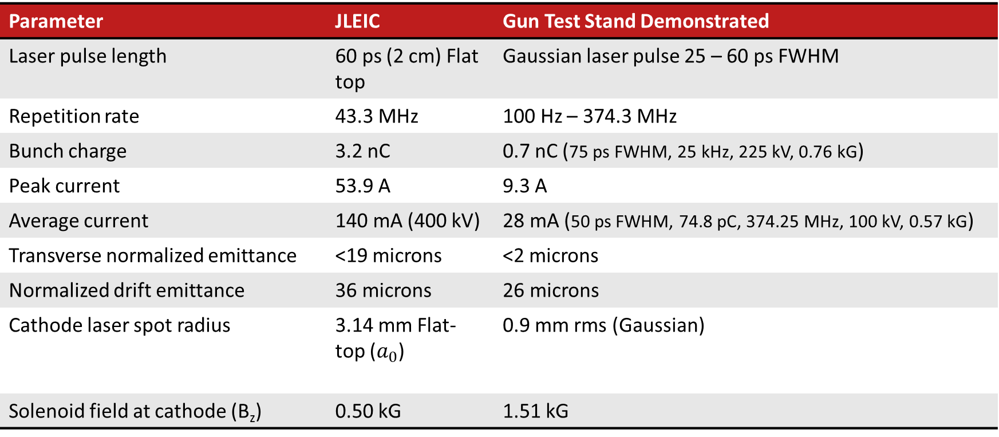 Parameter JLEIC Gun Test Stand Demonstrated
Laser pulse length 60 ps (2 cm) Flat Gaussian laser pulse 25 – 60 ps FWHM
top
Repetition rate 43.3 MHz 100 Hz – 374.3 MHz
Bunch charge 3.2 nC 0.7 nC (75 ps FWHM, 25 kHz, 225 kV, 0.76 kG)
Peak current 53.9 A 9.3 A
Average current 140 mA (400 kV) 28 mA (50 ps FWHM, 74.8 pC, 374.25 MHz, 100 kV, 0.57 kG)
Transverse normalized emittance <19 microns <2 microns
Normalized drift emittance 36 microns 26 microns
Cathode laser spot radius 3.14 mm Flat- 0.9 mm rms (Gaussian)
top (𝑎₀)
Solenoid field at cathode (B_z) 0.50 kG 1.51 kG